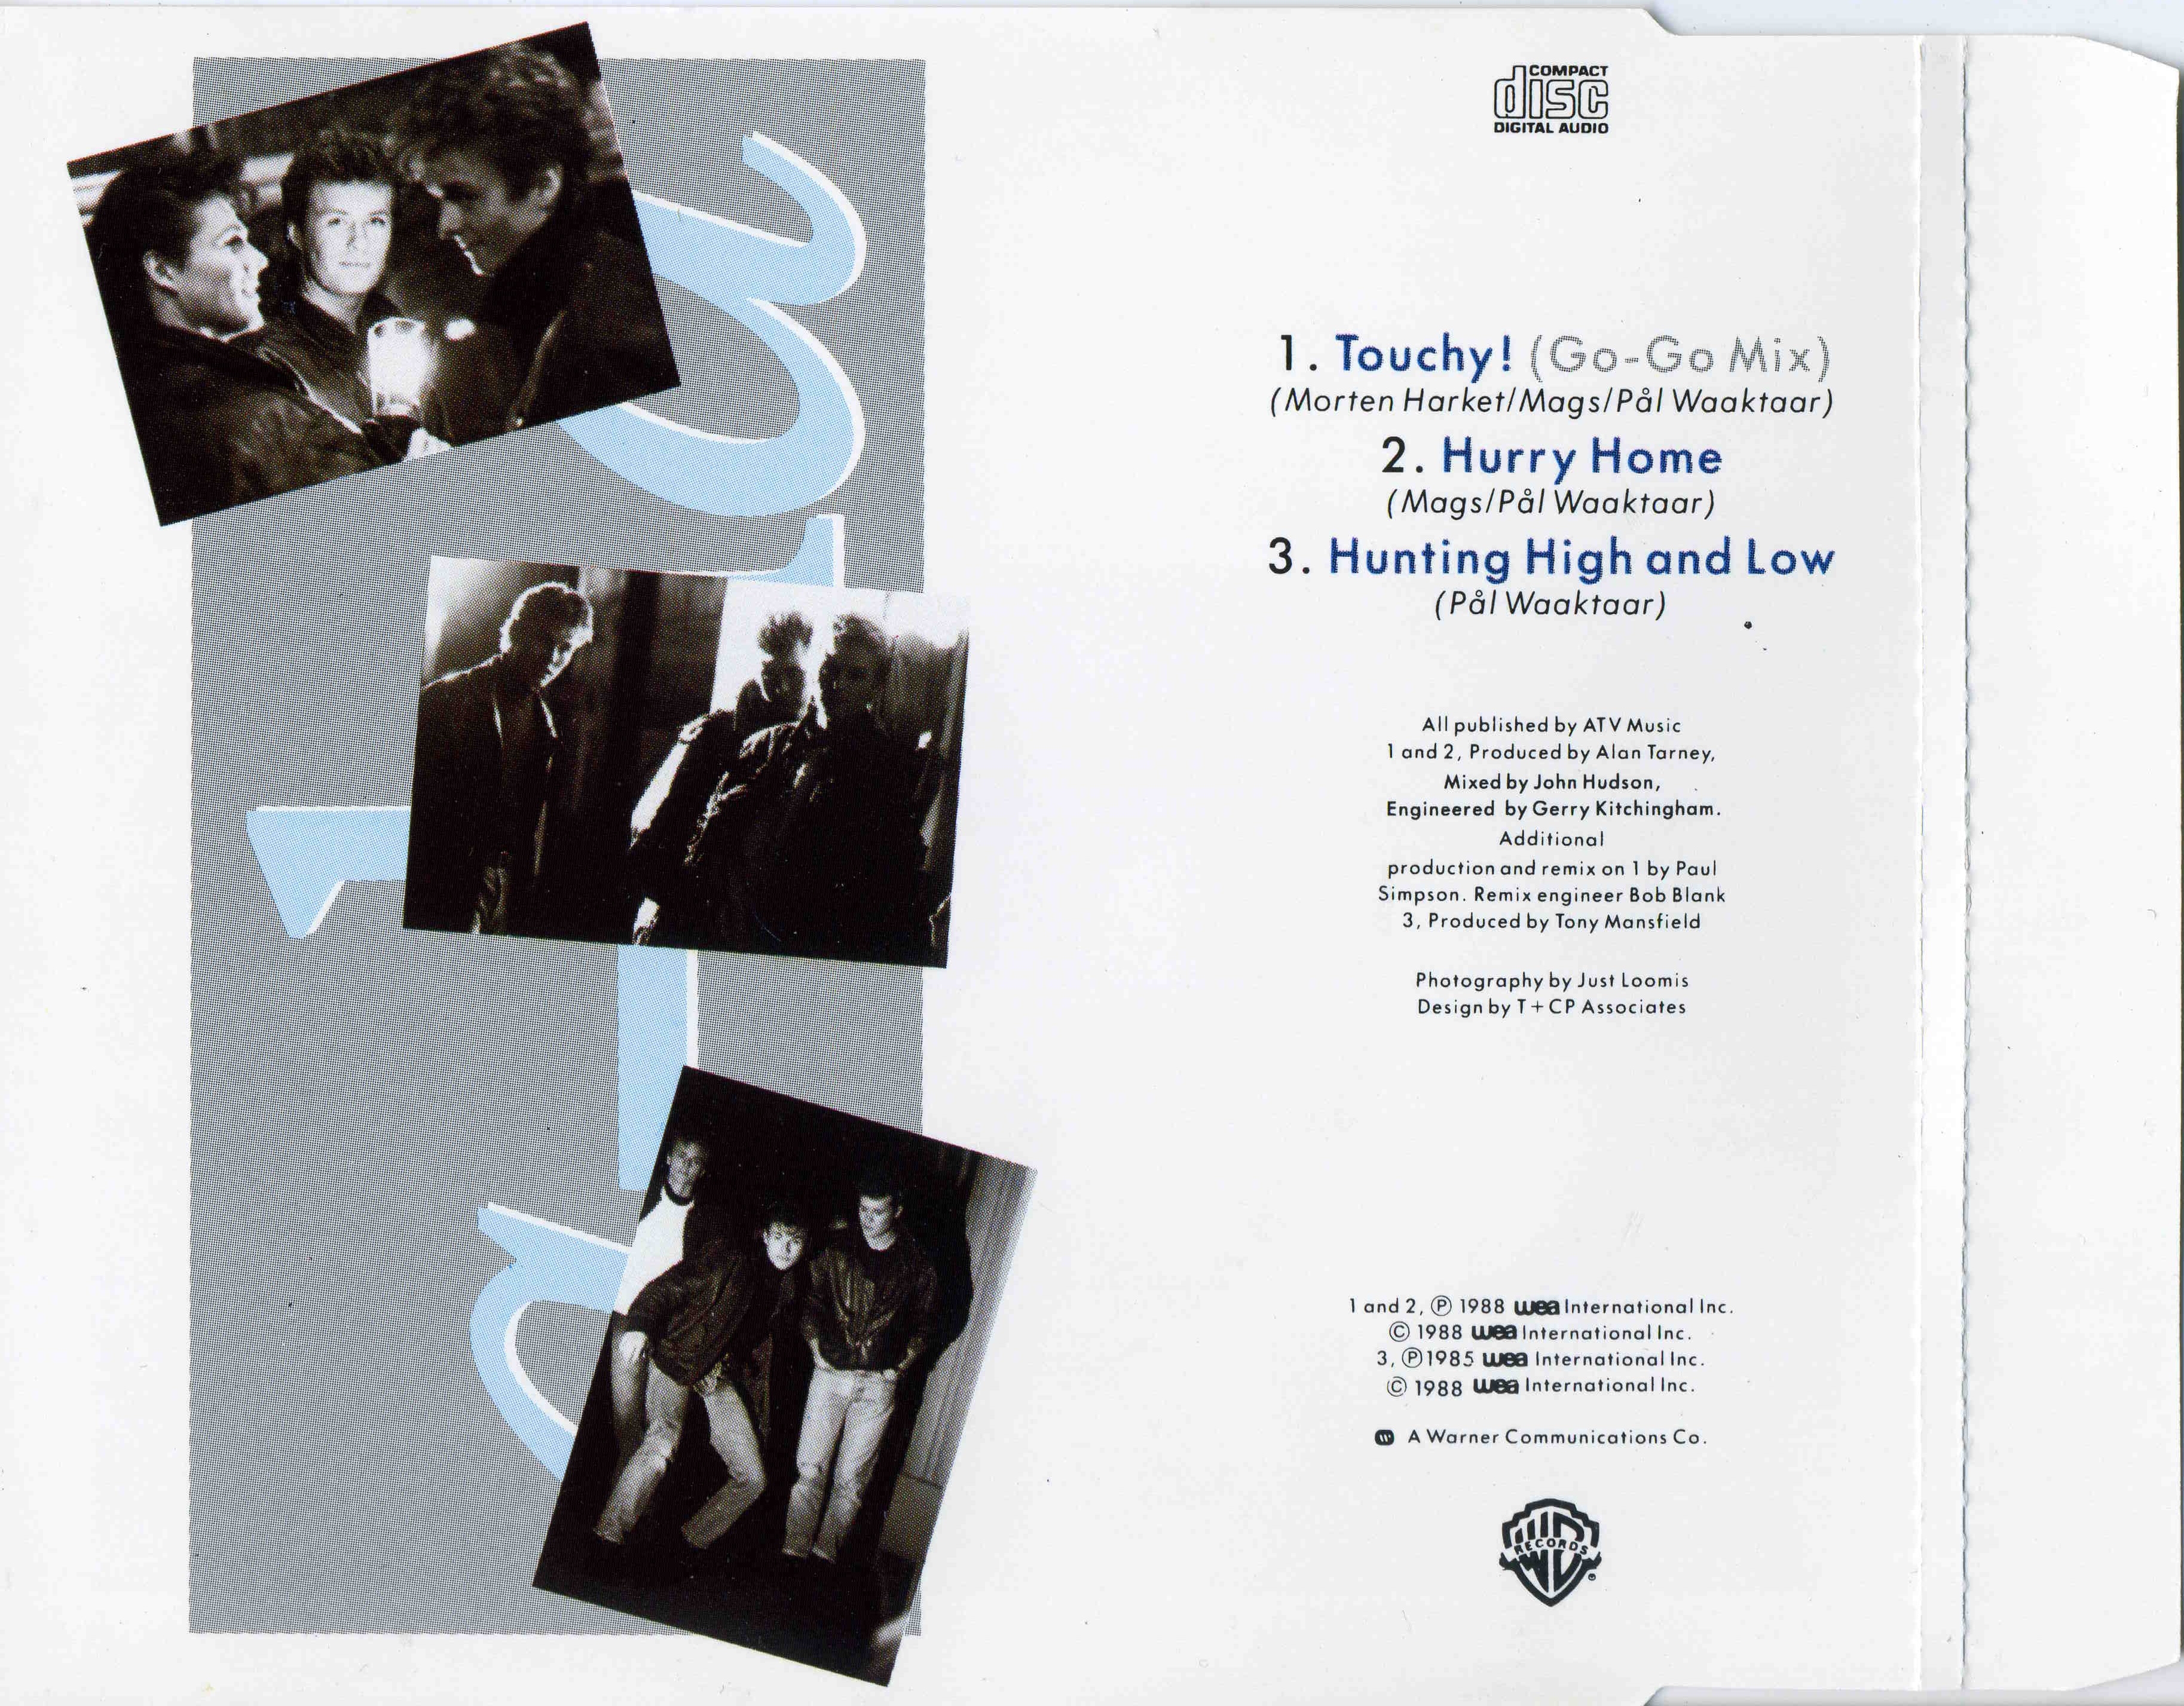 COMPACT
disc
DIGITAL AUDIO
1. Touchy! (Go-Go Mix)
(Morten Harket/Mags/Pål Waaktaar)
2. Hurry Home
(Mags/Pål Waaktaar)
3. Hunting High and Low
(Pål Waaktaar)
All published by ATV Music
1 and 2, Produced by Alan Tarney,
Mixed by John Hudson,
Engineered by Gerry Kitchingham.
Additional
production and remix on 1 by Paul
Simpson. Remix engineer Bob Blank
3, Produced by Tony Mansfield
Photography by Just Loomis
Design by T + CP Associates
1 and 2, ℗ 1988 wea International Inc.
© 1988 wea International Inc.
3, ℗ 1985 wea International Inc.
© 1988 wea International Inc.
A Warner Communications Co.
WB
RECORDS